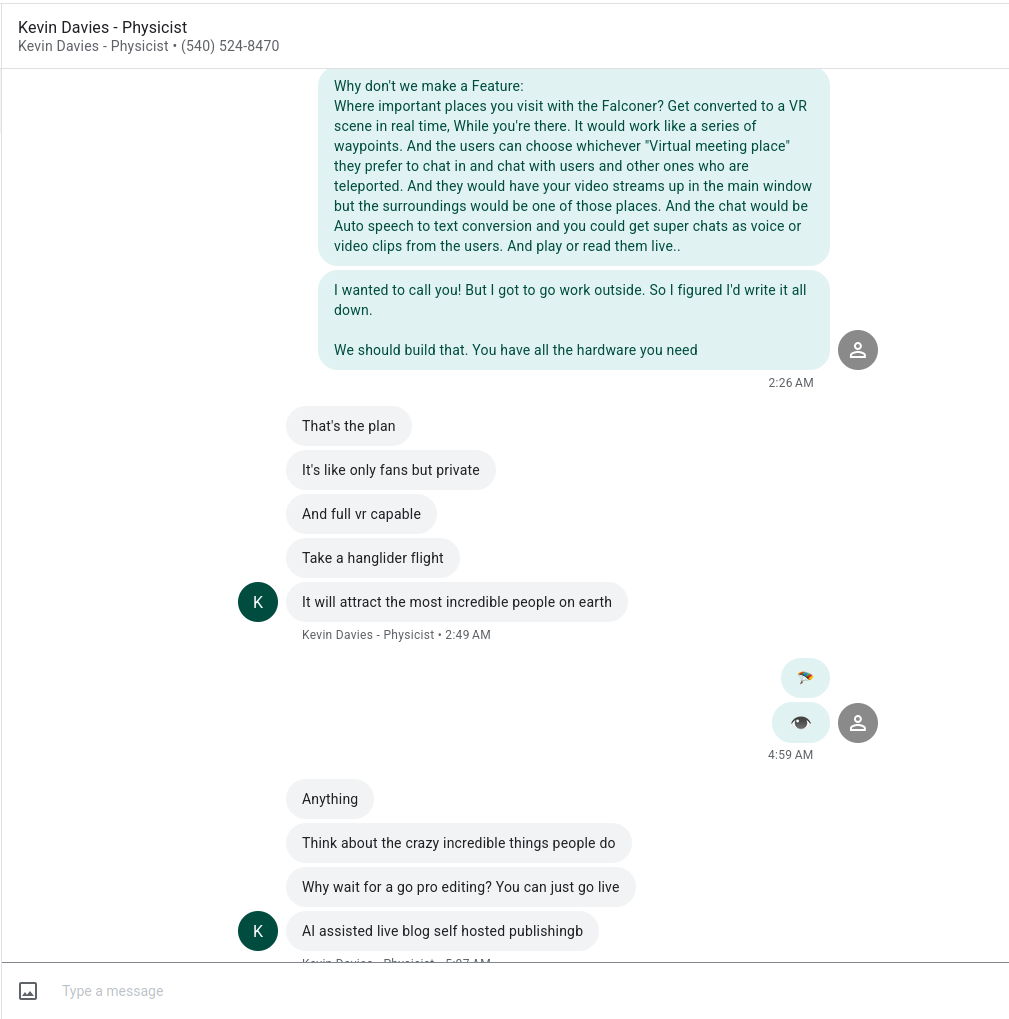 Kevin Davies - Physicist
Kevin Davies - Physicist • (540) 524-8470
Why don't we make a Feature:
Where important places you visit with the Falconer? Get converted to a VR
scene in real time, While you're there. It would work like a series of
waypoints. And the users can choose whichever "Virtual meeting place"
they prefer to chat in and chat with users and other ones who are
teleported. And they would have your video streams up in the main window
but the surroundings would be one of those places. And the chat would be
Auto speech to text conversion and you could get super chats as voice or
video clips from the users. And play or read them live..
I wanted to call you! But I got to go work outside. So I figured I'd write it all
down.
We should build that. You have all the hardware you need
2:26 AM
That's the plan
It's like only fans but private
And full vr capable
Take a hanglider flight
K
It will attract the most incredible people on earth
Kevin Davies - Physicist • 2:49 AM
4:59 AM
Anything
Think about the crazy incredible things people do
Why wait for a go pro editing? You can just go live
K
AI assisted live blog self hosted publishingb
Kevin Davies - Physicist • 5:07 AM
Type a message